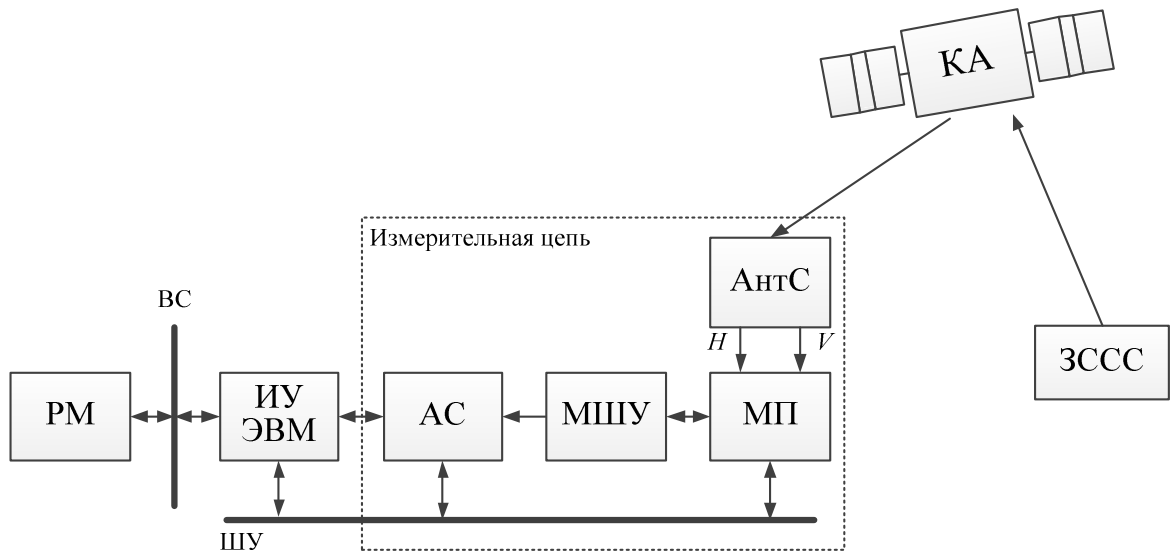 КА
Измерительная цепь
АнтС
ВС
H
V
ЗССС
РМ
ИУ
ЭВМ
АС
МШУ
МП
ШУ